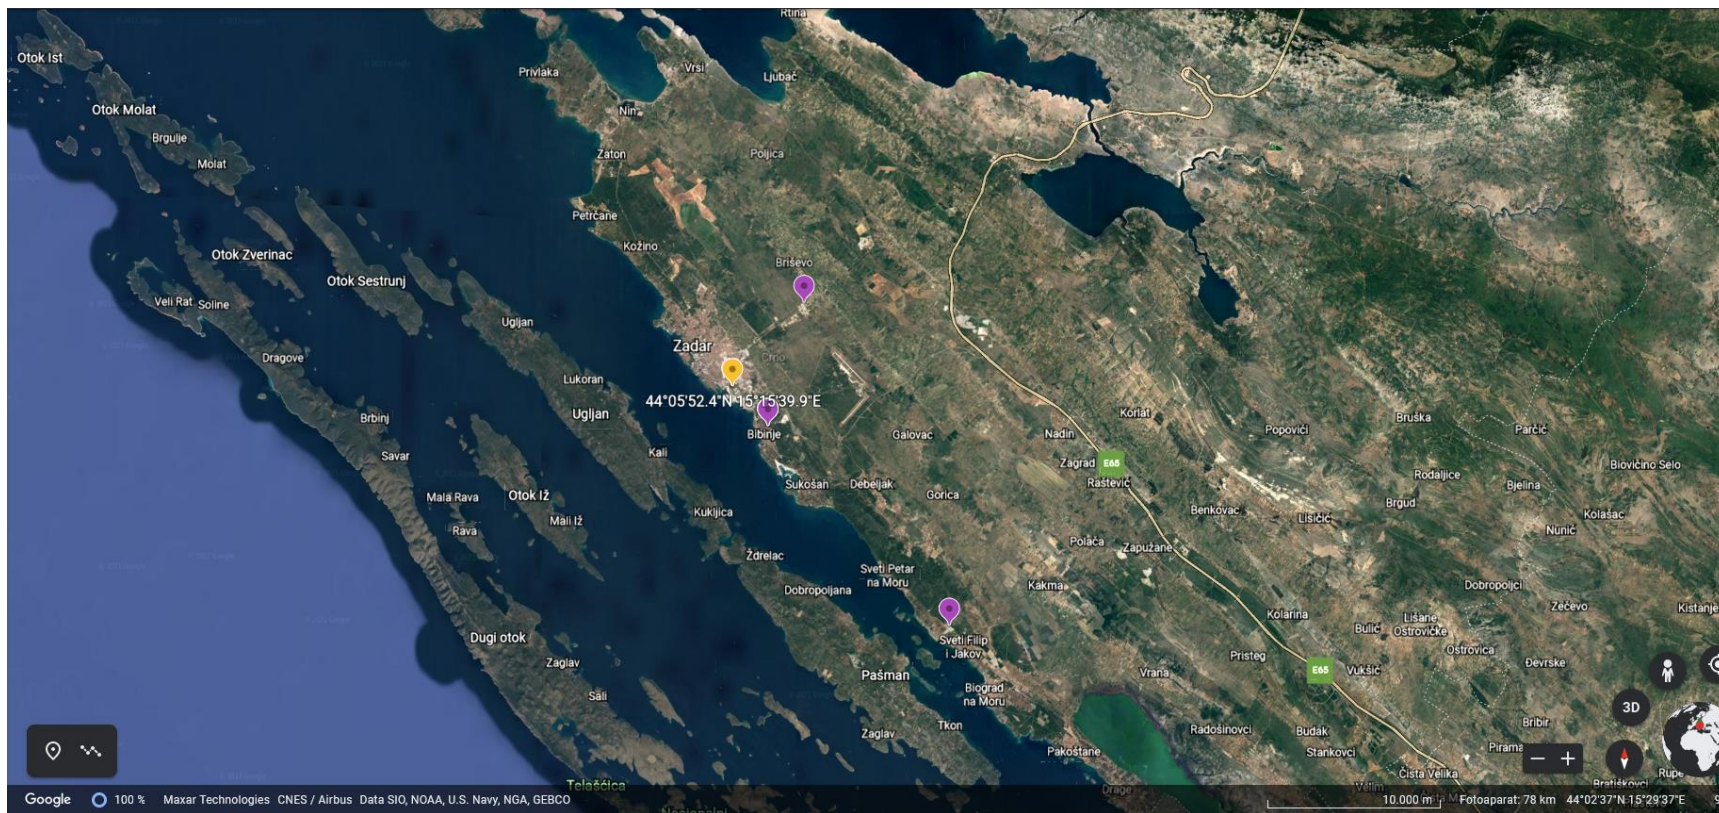 Rtina
Otok Ist
Vrsi
Privlaka
Ljubač
Otok Molat
Nin
Brgulje
Zaton
Poljica
Molat
Petrčane
Kožino
Otok Zverinac
Briševo
Otok Sestrunj
Veli Rat
Soline
Ugljan
Zadar
Dragove
Crno
Lukoran
44°05'52.4"N 15°15'39.9"E
Ugljan
Korlat
Brbinj
Bruška
Bibinje
Galovac
Nadin
Popovići
Parčić
Savar
Kali
Zagrad
E65
Biovičino Selo
Sukošan
Debeljak
Raštević
Rodaljice
Bjelina
Mala Rava
Otok Iž
Gorica
Brgud
Kukljica
Benkovac
Lišičić
Kolašac
Mali Iž
Rava
Nunić
Polača
Zapužane
Ždrelac
Sveti Petar
na Moru
Dobropoljana
Kakma
Dobropoljci
Zečevo
Kistanje
Kolarina
Lišane
Ostrovičke
Bulić
Dugi otok
Sveti Filip
i Jakov
Ostrovica
Zaglav
Pristeg
E65
Vukšić
Đevrske
Pašman
Vrana
Sali
Biograd
na Moru
3D
Tkon
Bribir
Zaglav
Radošinovci
Budak
Stankovci
Pakoštane
Čista Velika
Telašćica
Drage
Velim
Bratiškovci
Google
100 %
Maxar Technologies CNES / Airbus Data SIO, NOAA, U.S. Navy, NGA, GEBCO
10.000 m
Fotoaparat: 78 km
44°02'37"N 15°29'37"E